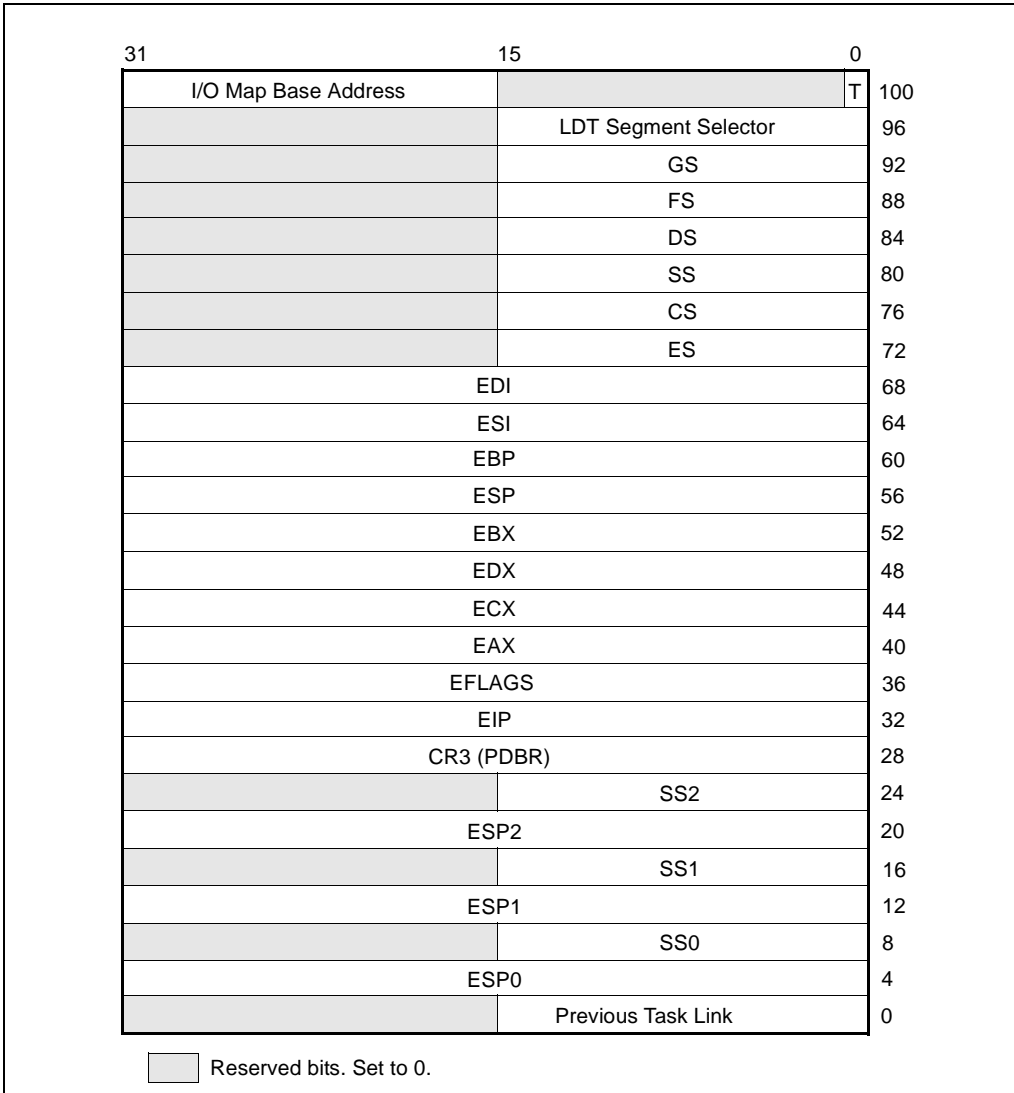 31 15 0
I/O Map Base Address T 100
LDT Segment Selector 96
GS 92
FS 88
DS 84
SS 80
CS 76
ES 72
EDI 68
ESI 64
EBP 60
ESP 56
EBX 52
EDX 48
ECX 44
EAX 40
EFLAGS 36
EIP 32
CR3 (PDBR) 28
SS2 24
ESP2 20
SS1 16
ESP1 12
SS0 8
ESP0 4
Previous Task Link 0
Reserved bits. Set to 0.